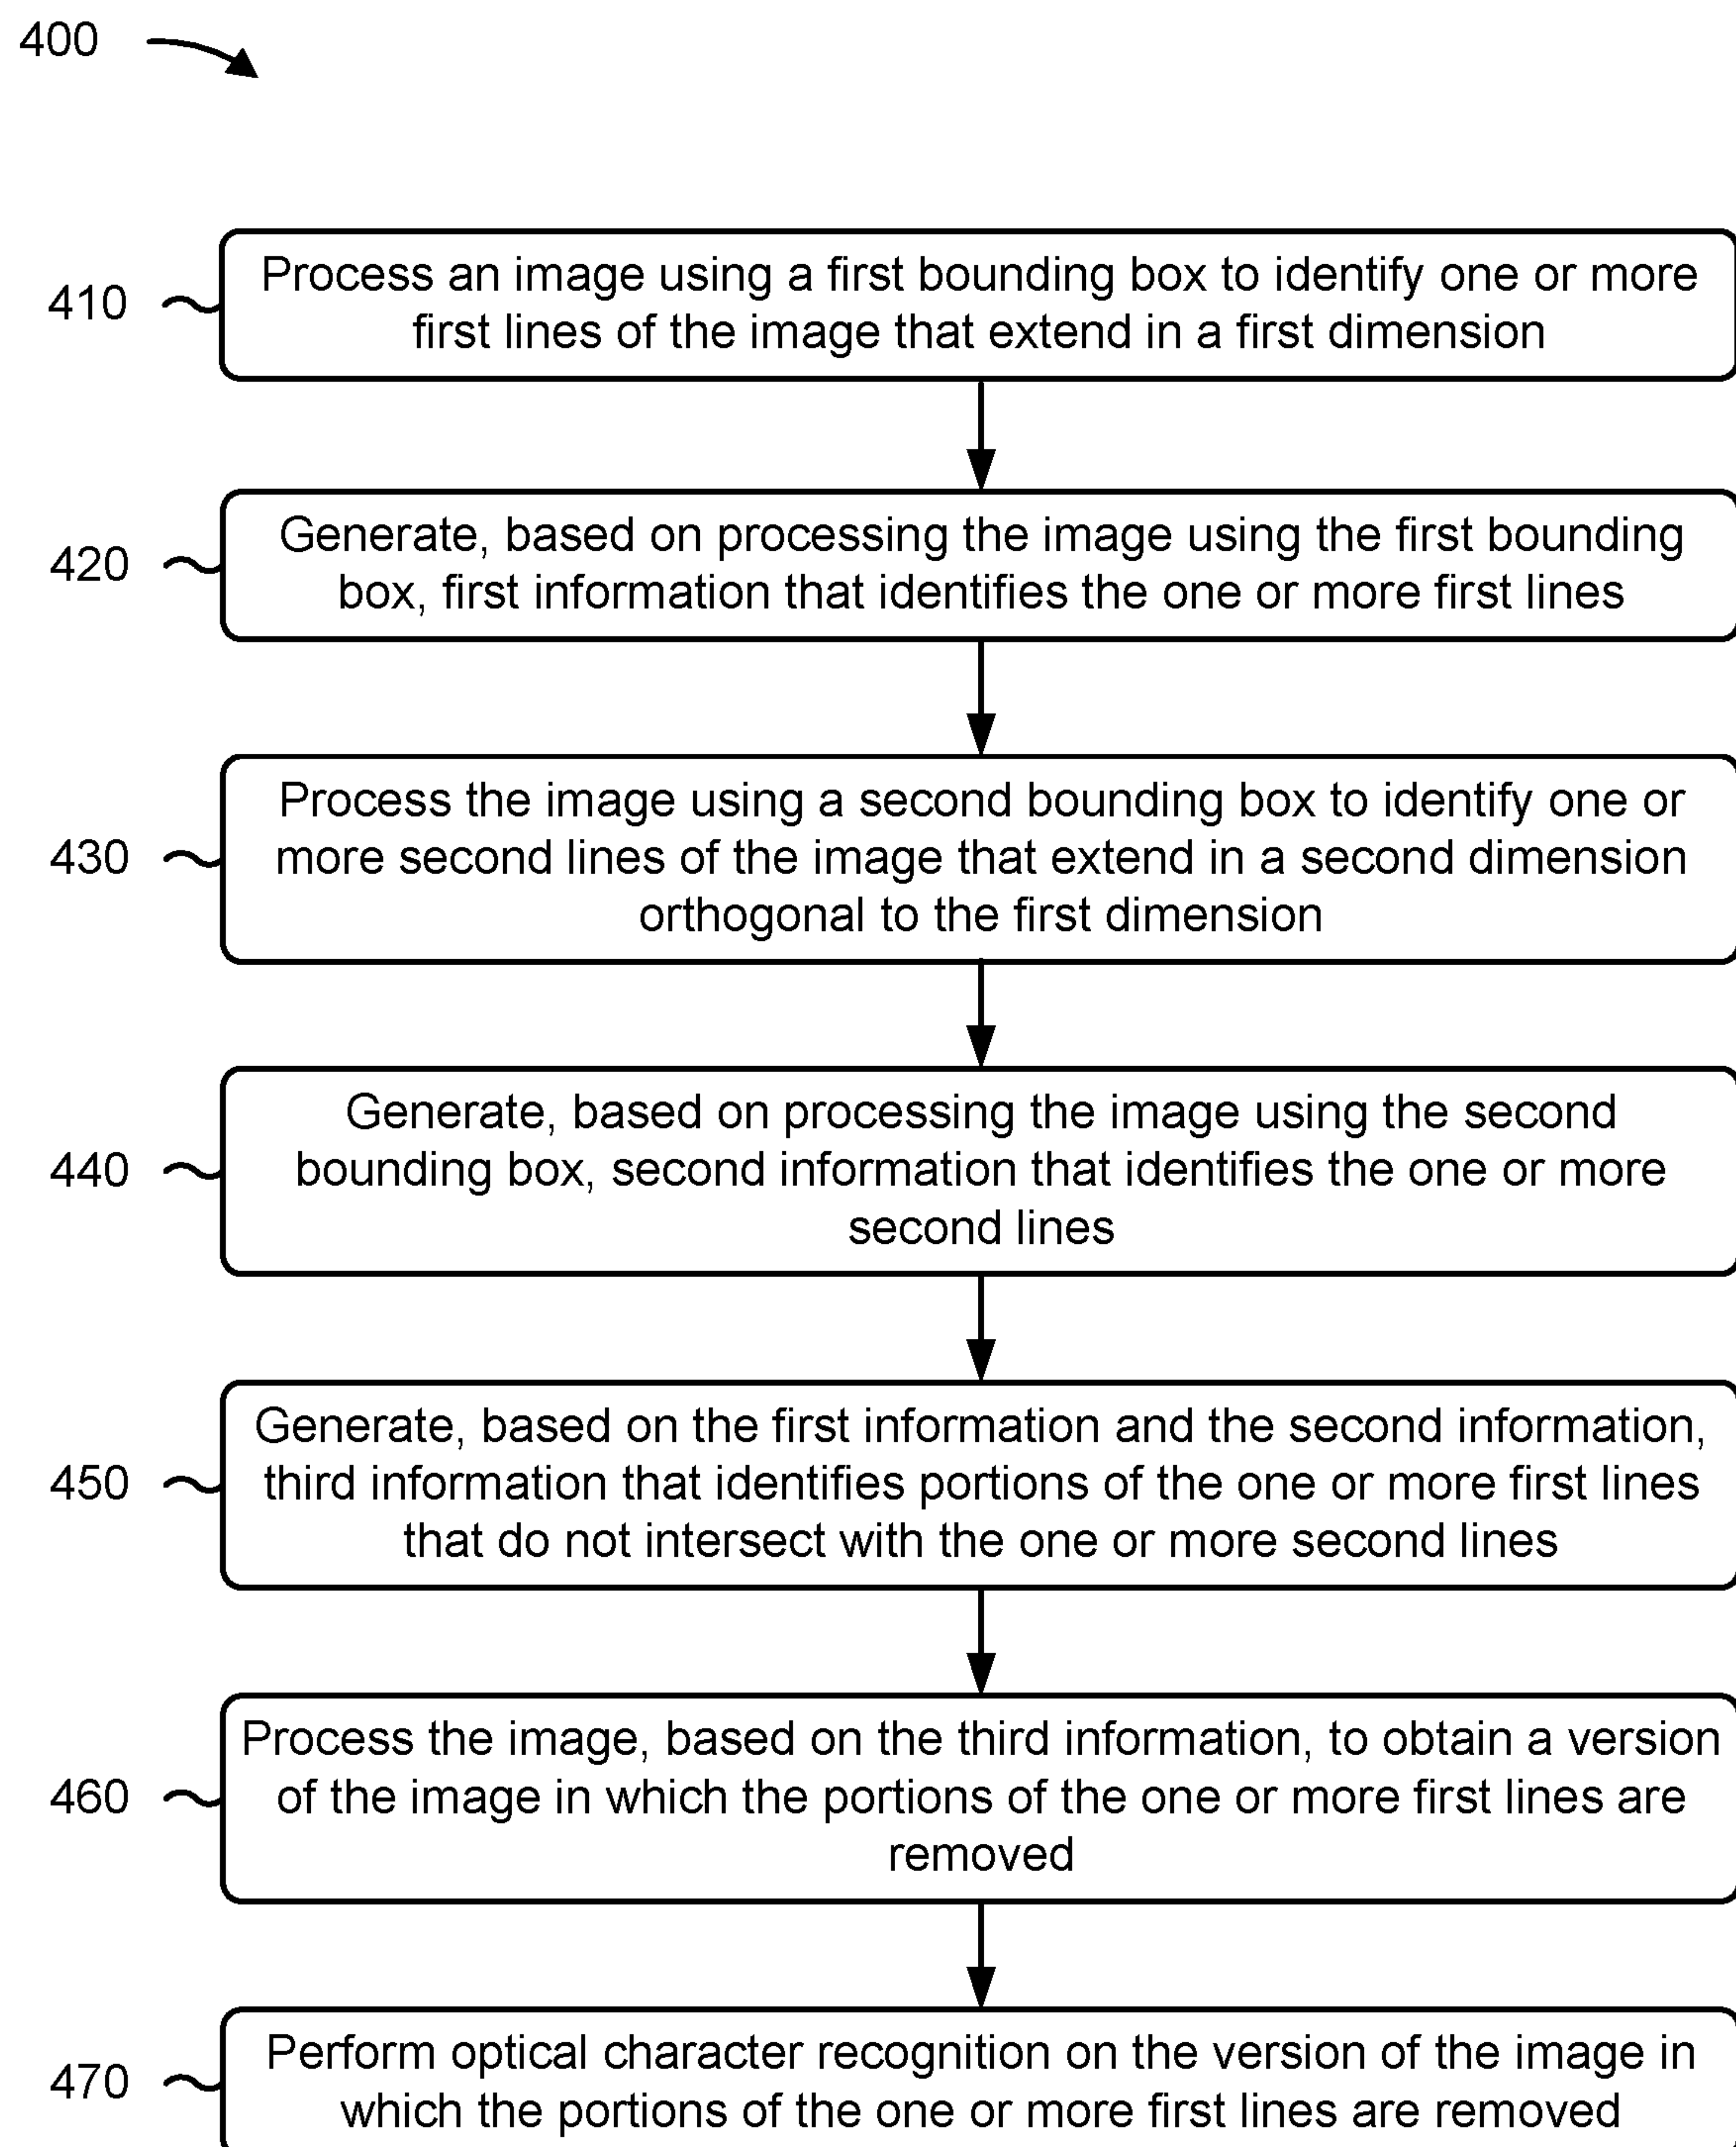 400
410
Process an image using a first bounding box to identify one or more
first lines of the image that extend in a first dimension
420
Generate, based on processing the image using the first bounding
box, first information that identifies the one or more first lines
430
Process the image using a second bounding box to identify one or
more second lines of the image that extend in a second dimension
orthogonal to the first dimension
440
Generate, based on processing the image using the second
bounding box, second information that identifies the one or more
second lines
450
Generate, based on the first information and the second information,
third information that identifies portions of the one or more first lines
that do not intersect with the one or more second lines
460
Process the image, based on the third information, to obtain a version
of the image in which the portions of the one or more first lines are
removed
470
Perform optical character recognition on the version of the image in
which the portions of the one or more first lines are removed